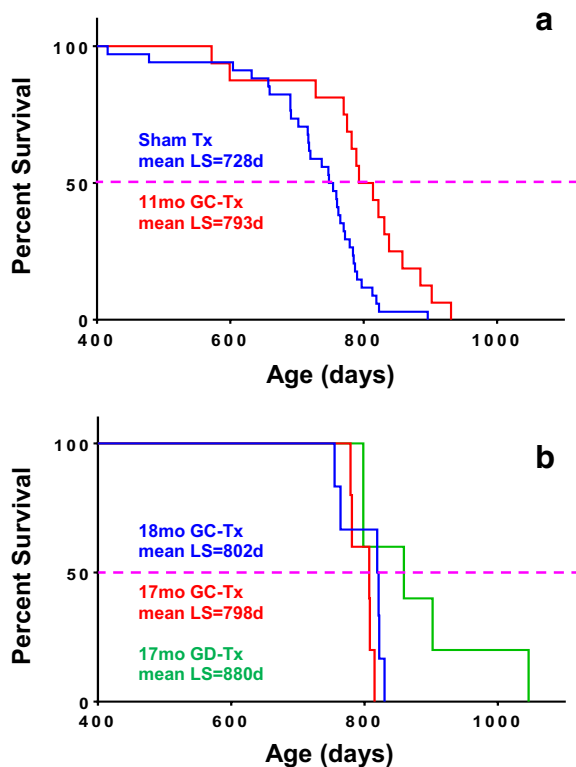 a
Percent Survival
100
50
0
Sham Tx
mean LS=728d
11mo GC-Tx
mean LS=793d
400 600 800 1000
Age (days)
b
Percent Survival
100
50
0
18mo GC-Tx
mean LS=802d
17mo GC-Tx
mean LS=798d
17mo GD-Tx
mean LS=880d
400 600 800 1000
Age (days)